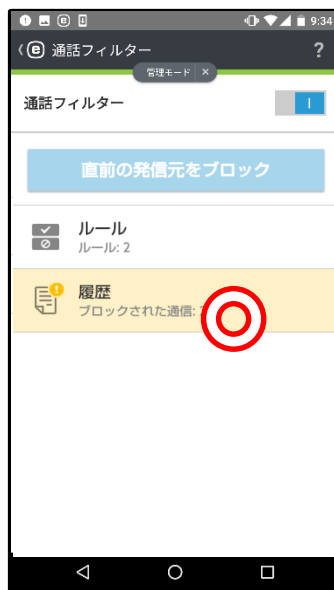 9:34
通話フィルター
?
管理モード ×
通話フィルター
直前の発信元をブロック
ルール
ルール: 2
履歴
ブロックされた通信: